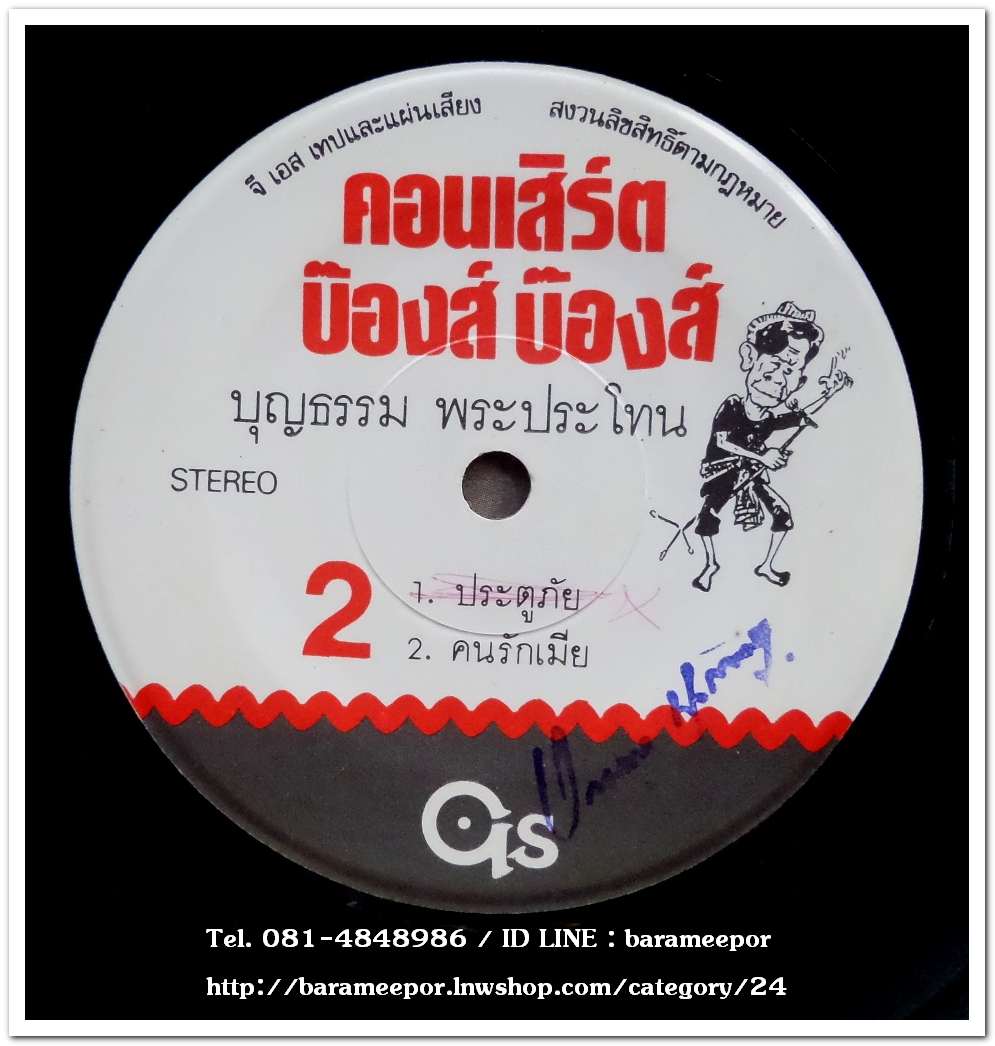 จี เอส เทปและแผ่นเสียง
สงวนลิขสิทธิ์ตามกฎหมาย
คอนเสิร์ต
บ๊องส์ บ๊องส์
บุญธรรม พระประโทน
STEREO
2
1. ประตูภัย
2. คนรักเมีย
Gs
Tel. 081-4848986 / ID LINE : barameepor
http://barameepor.lnwshop.com/category/24